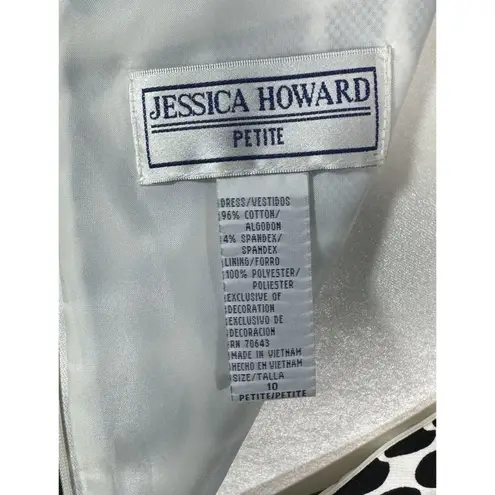 JESSICA HOWARD
PETITE
DRESS/VESTIDOS
96% COTTON/
ALGODON
4% SPANDEX/
SPANDEX
LINING/FORRO
100% POLYESTER/
POLIESTER
EXCLUSIVE OF
DECORATION
EXCLUSIVO DE
DECORACION
RN 70643
MADE IN VIETNAM
HECHO EN VIETNAM
SIZE/TALLA
10
PETITE/PETITE